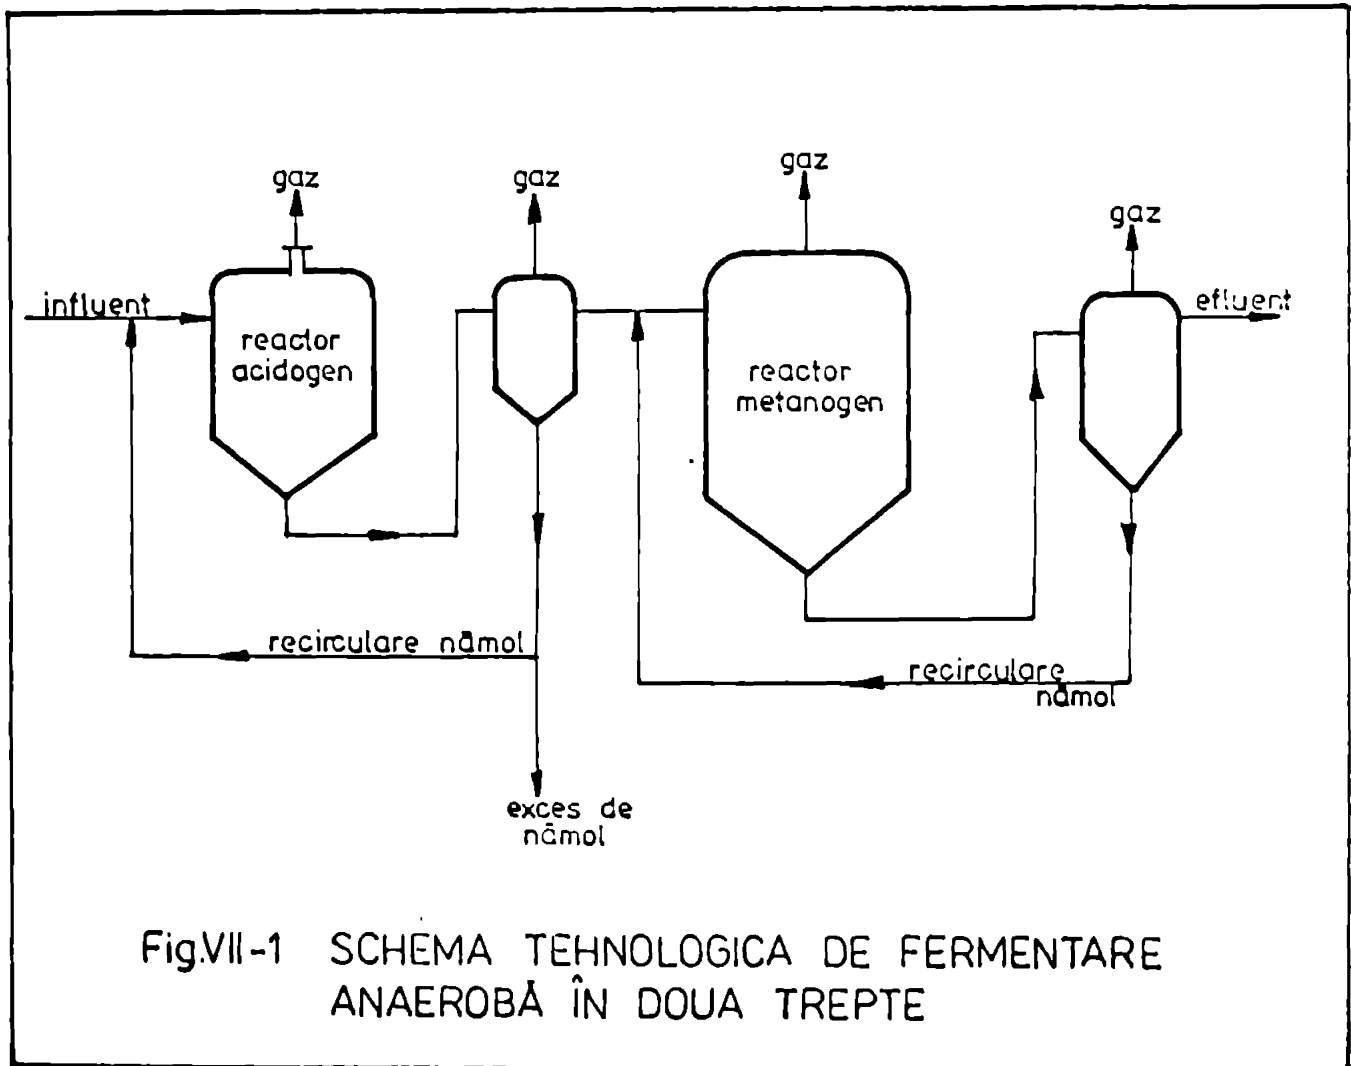 gaz
gaz
gaz
gaz
influent
efluent
reactor
acidogen
reactor
metanogen
recirculare nămol
recirculare
nămol
exces de
nămol
Fig.VII-1 SCHEMA TEHNOLOGICA DE FERMENTARE
ANAEROBĂ ÎN DOUA TREPTE